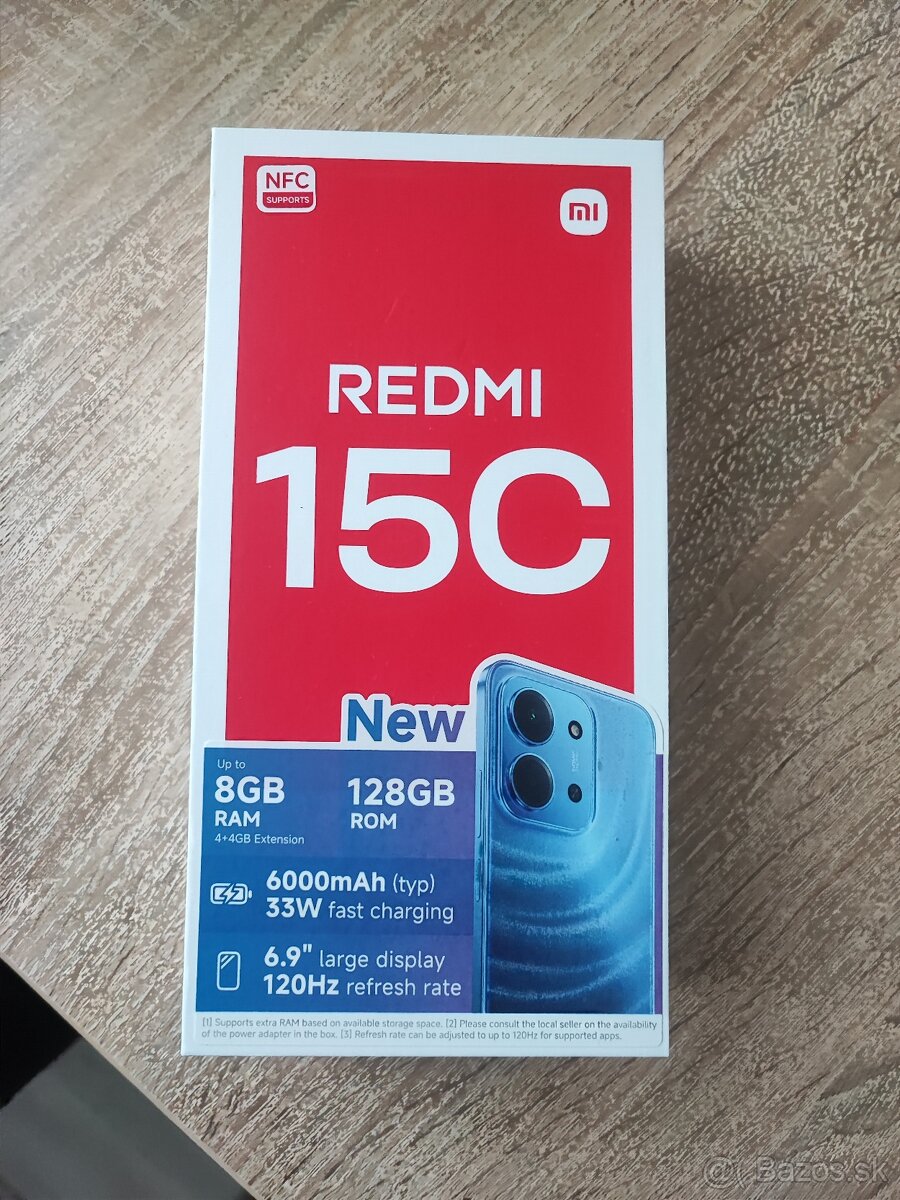 NFC
SUPPORTS
mi
REDMI
15C
New
Up to
8GB
RAM
4+4GB Extension
128GB
ROM
6000mAh (typ)
33W fast charging
6.9" large display
120Hz refresh rate
[1] Supports extra RAM based on available storage space. [2] Please consult the local seller on the availability
of the power adapter in the box. [3] Refresh rate can be adjusted to up to 120Hz for supported apps.
Bazos.sk